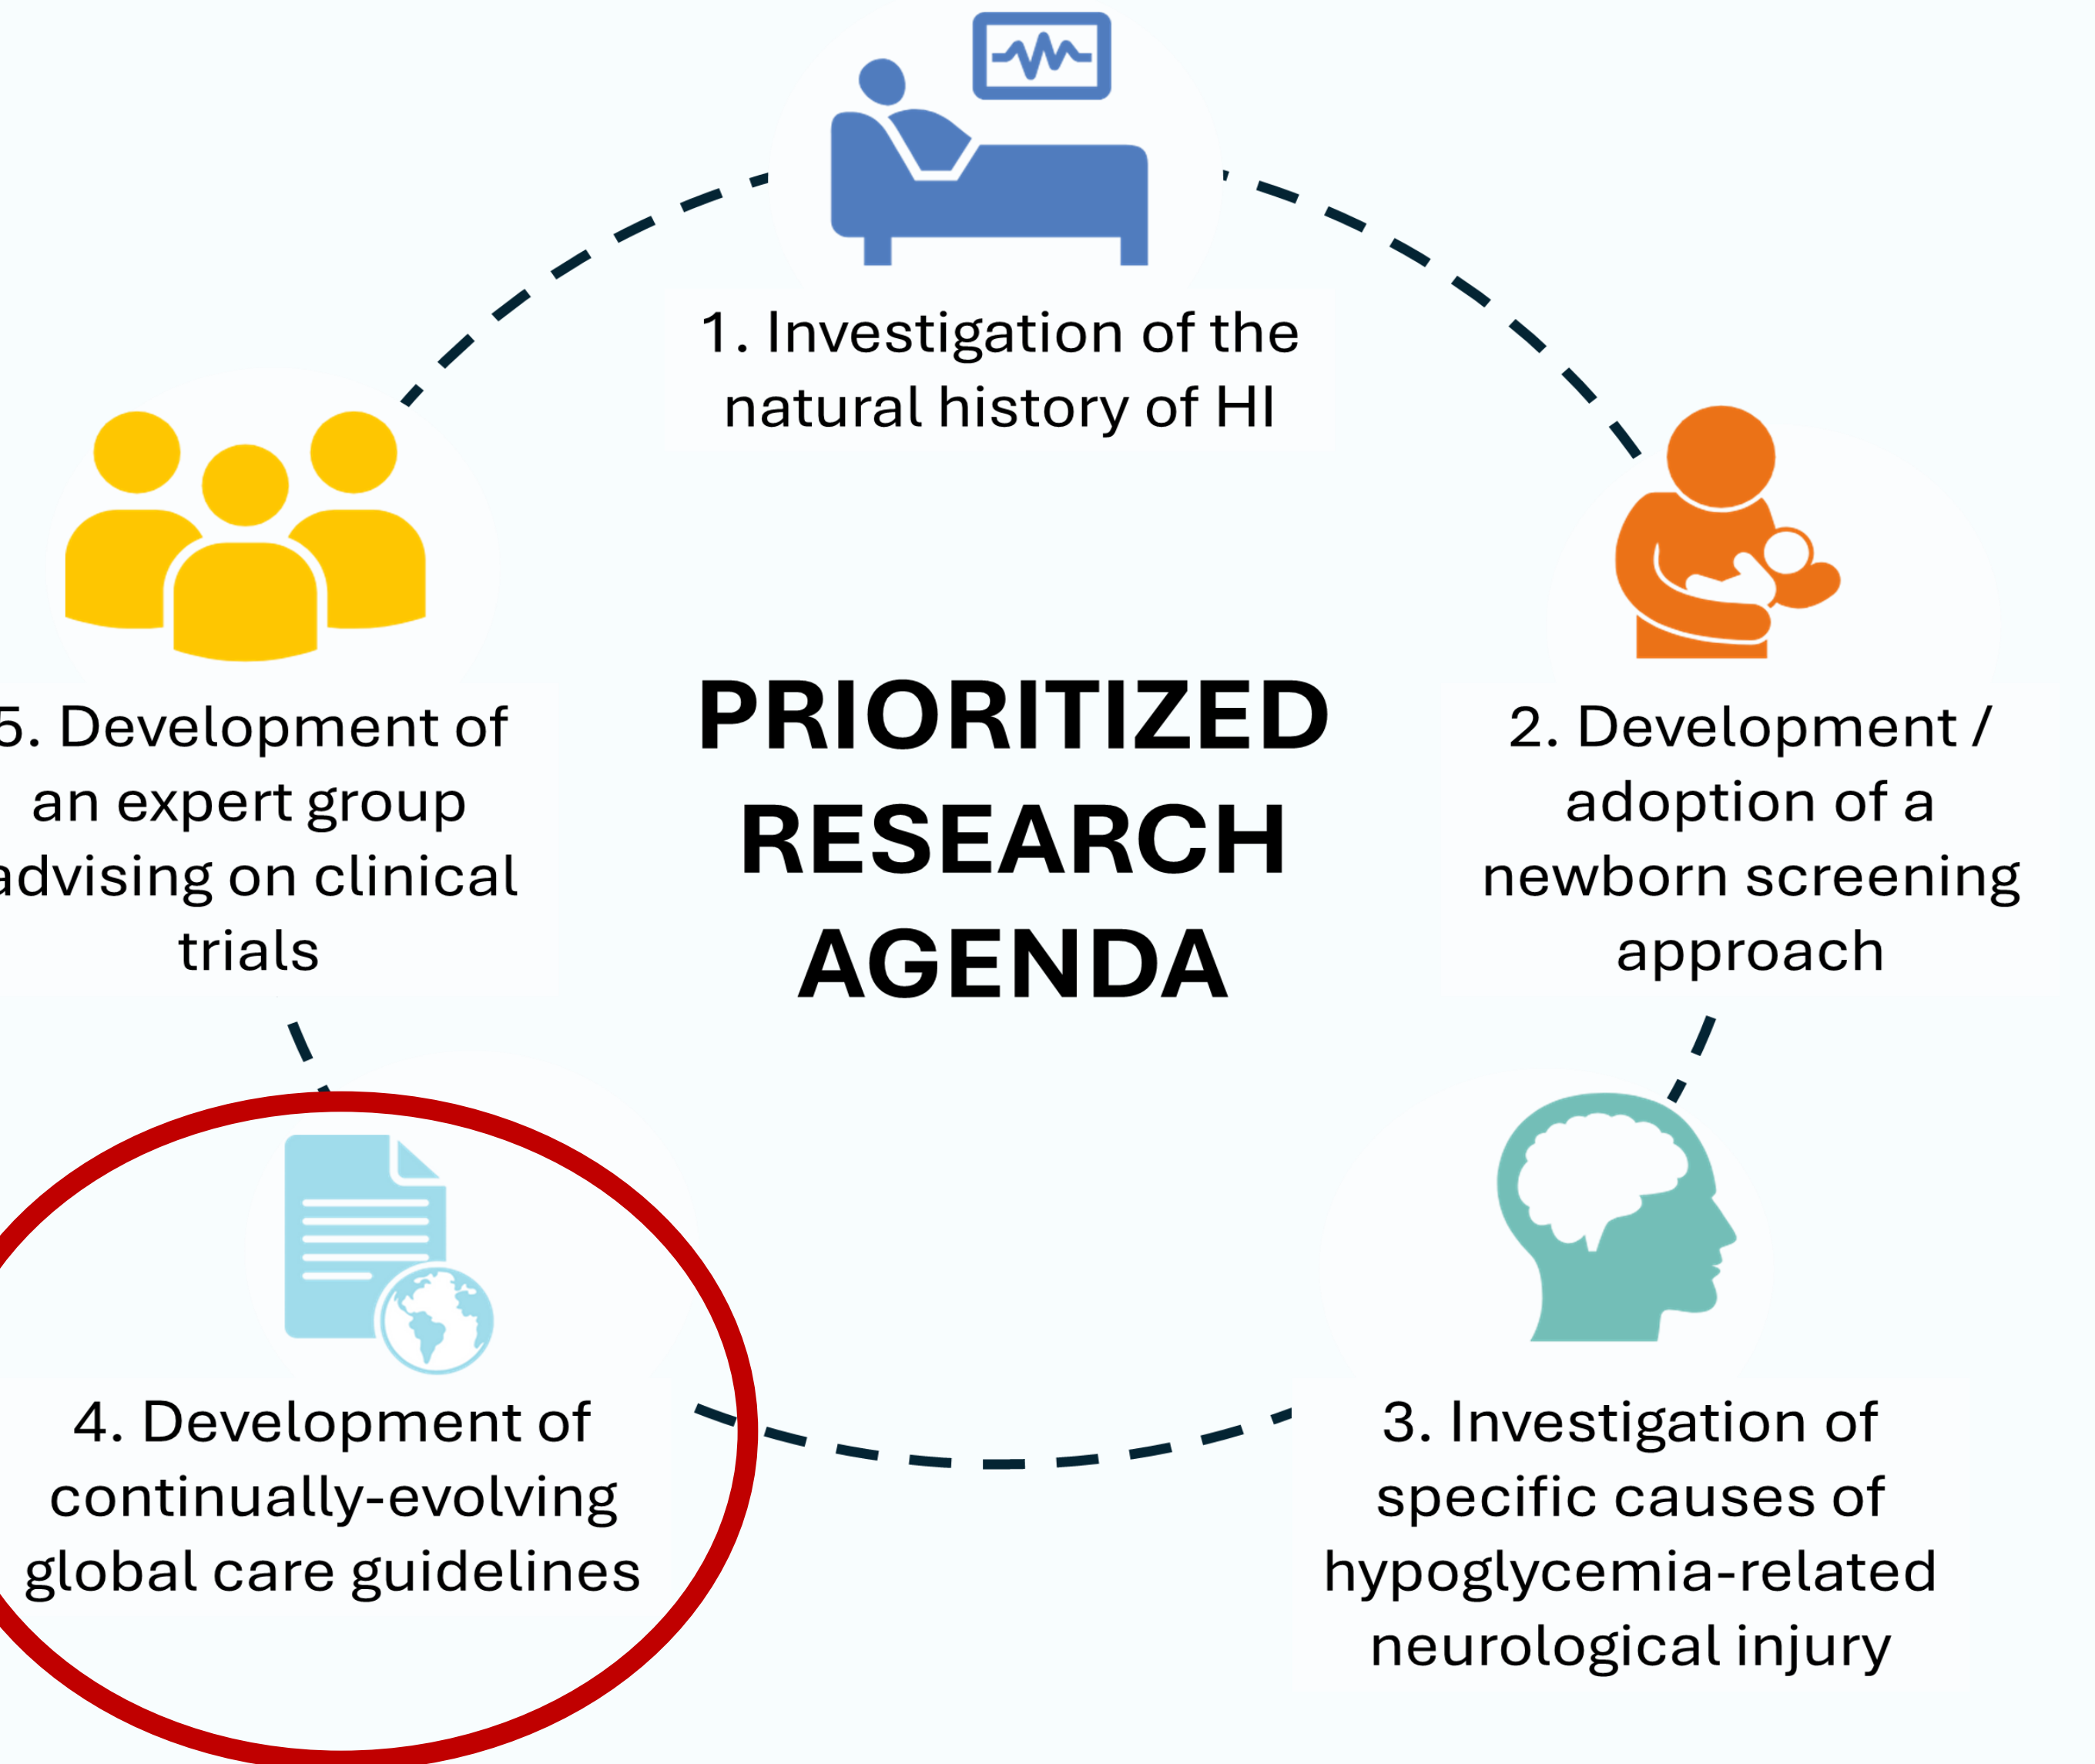 1. Investigation of the
natural history of HI
2. Development /
adoption of a
newborn screening
approach
PRIORITIZED
RESEARCH
AGENDA
3. Investigation of
specific causes of
hypoglycemia-related
neurological injury
4. Development of
continually-evolving
global care guidelines
5. Development of
an expert group
advising on clinical
trials